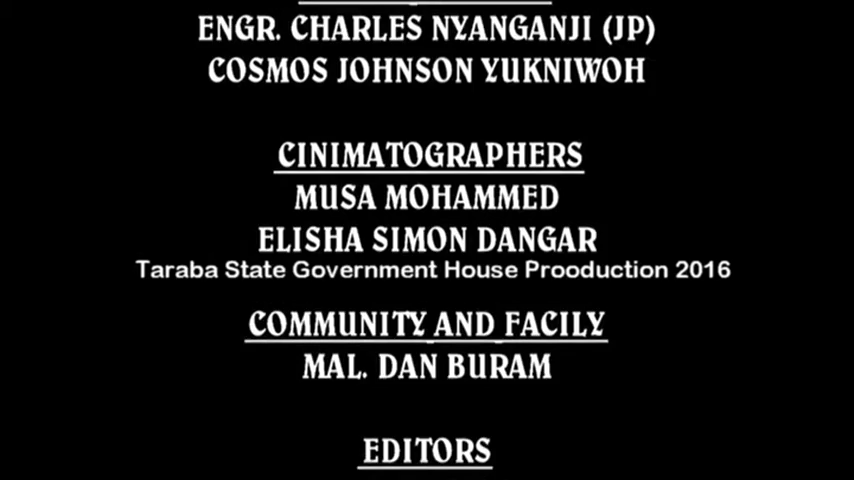 ENGR. CHARLES NYANGANJI (JP)
COSMOS JOHNSON YUKNIWOH
CINIMATOGRAPHERS
MUSA MOHAMMED
ELISHA SIMON DANGAR
Taraba State Government House Prooduction 2016
COMMUNITY AND FACILY
MAL. DAN BURAM
EDITORS